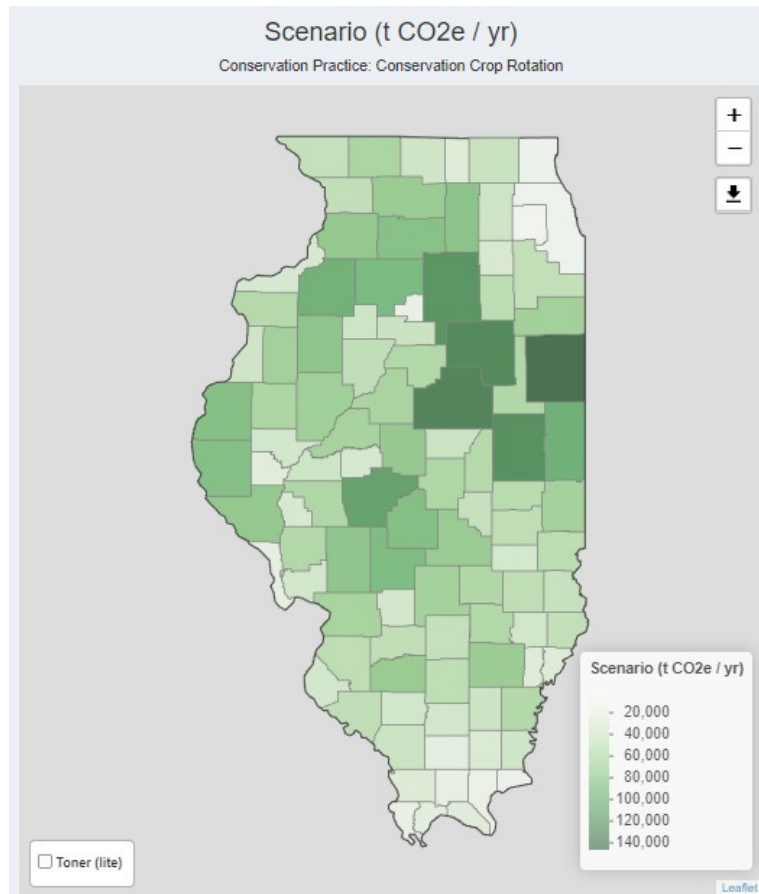 Scenario (t CO2e / yr)
Conservation Practice: Conservation Crop Rotation
+
−
Scenario (t CO2e / yr)
20,000
40,000
60,000
80,000
100,000
120,000
140,000
Toner (lite)
Leaflet